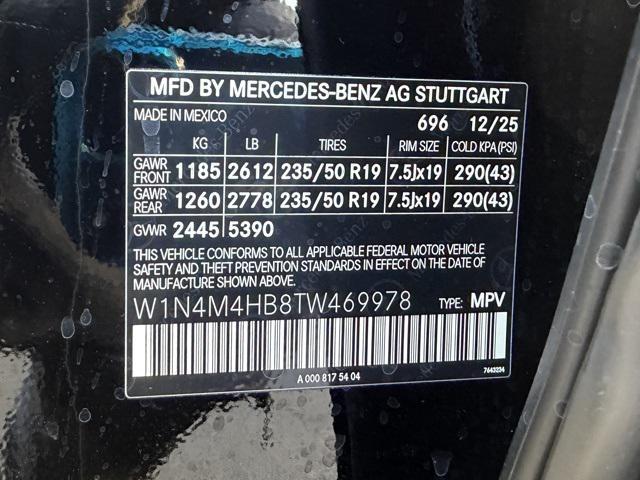 MFD BY MERCEDES-BENZ AG STUTTGART
MADE IN MEXICO 696 12/25
KG LB TIRES RIM SIZE COLD KPA(PSI)
GAWR FRONT 1185 2612 235/50 R19 7.5Jx19 290(43)
GAWR REAR 1260 2778 235/50 R19 7.5Jx19 290(43)
GVWR 2445 5390
THIS VEHICLE CONFORMS TO ALL APPLICABLE FEDERAL MOTOR VEHICLE
SAFETY AND THEFT PREVENTION STANDARDS IN EFFECT ON THE DATE OF
MANUFACTURE SHOWN ABOVE.
W1N4M4HB8TW469978 TYPE: MPV
A 000 817 54 04 7643234